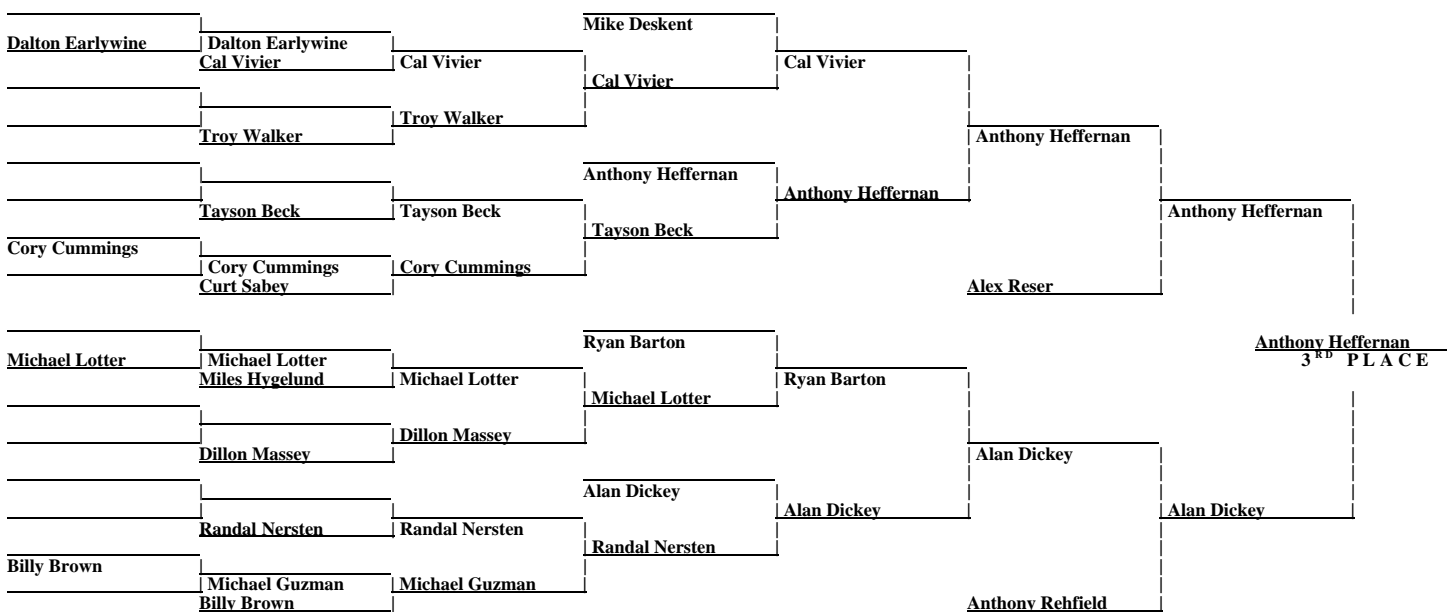 Mike Deskent
Dalton Earlywine Dalton Earlywine
Cal Vivier Cal Vivier Cal Vivier
Cal Vivier
Troy Walker
Troy Walker Anthony Heffernan
Anthony Heffernan
Anthony Heffernan
Tayson Beck Tayson Beck Anthony Heffernan
Tayson Beck
Cory Cummings
Cory Cummings Cory Cummings
Curt Sabey Alex Reser
Ryan Barton Anthony Heffernan
Michael Lotter Michael Lotter 3RD PLACE
Miles Hygelund Michael Lotter Ryan Barton
Michael Lotter
Dillon Massey
Dillon Massey Alan Dickey
Alan Dickey
Alan Dickey Alan Dickey
Randal Nersten Randal Nersten
Randal Nersten
Billy Brown
Michael Guzman Michael Guzman
Billy Brown Anthony Rehfield